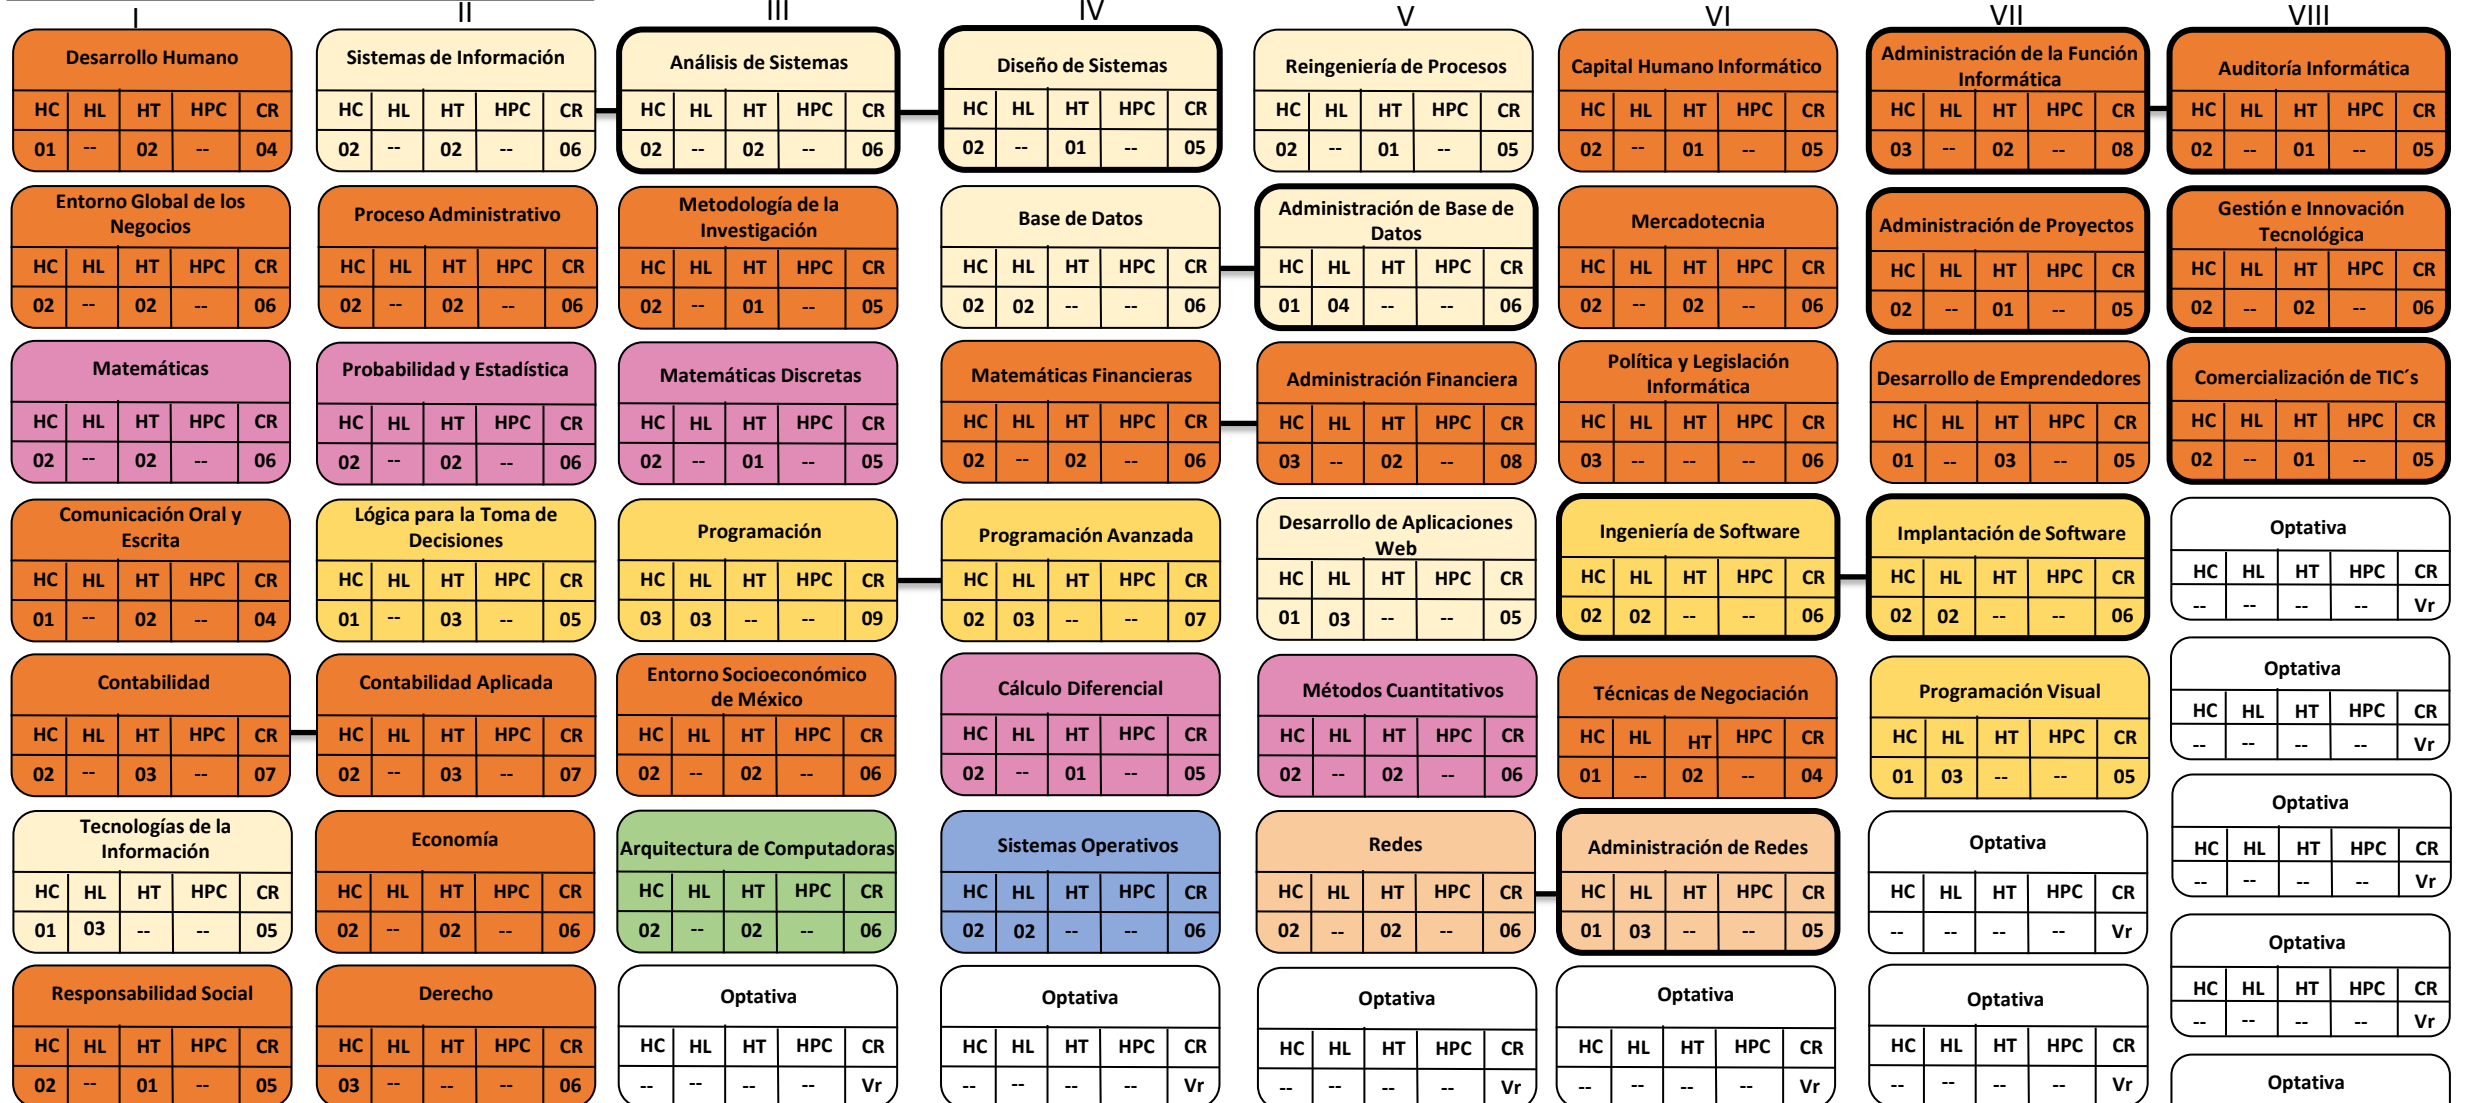 I II III IV V VI VII VIII
Desarrollo Humano
HC HL HT HPC CR
01 -- 02 -- 04
Sistemas de Información
HC HL HT HPC CR
02 -- 02 -- 06
Análisis de Sistemas
HC HL HT HPC CR
02 -- 02 -- 06
Diseño de Sistemas
HC HL HT HPC CR
02 -- 01 -- 05
Reingeniería de Procesos
HC HL HT HPC CR
02 -- 01 -- 05
Capital Humano Informático
HC HL HT HPC CR
02 -- 01 -- 05
Administración de la Función
Informática
HC HL HT HPC CR
03 -- 02 -- 08
Auditoría Informática
HC HL HT HPC CR
02 -- 01 -- 05
Entorno Global de los
Negocios
HC HL HT HPC CR
02 -- 02 -- 06
Proceso Administrativo
HC HL HT HPC CR
02 -- 02 -- 06
Metodología de la
Investigación
HC HL HT HPC CR
02 -- 01 -- 05
Base de Datos
HC HL HT HPC CR
02 02 -- -- 06
Administración de Base de
Datos
HC HL HT HPC CR
01 04 -- -- 06
Mercadotecnia
HC HL HT HPC CR
02 -- 02 -- 06
Administración de Proyectos
HC HL HT HPC CR
02 -- 01 -- 05
Gestión e Innovación
Tecnológica
HC HL HT HPC CR
02 -- 02 -- 06
Matemáticas
HC HL HT HPC CR
02 -- 02 -- 06
Probabilidad y Estadística
HC HL HT HPC CR
02 -- 02 -- 06
Matemáticas Discretas
HC HL HT HPC CR
02 -- 01 -- 05
Matemáticas Financieras
HC HL HT HPC CR
02 -- 02 -- 06
Administración Financiera
HC HL HT HPC CR
03 -- 02 -- 08
Política y Legislación
Informática
HC HL HT HPC CR
03 -- -- -- 06
Desarrollo de Emprendedores
HC HL HT HPC CR
01 -- 03 -- 05
Comercialización de TIC´s
HC HL HT HPC CR
02 -- 01 -- 05
Comunicación Oral y
Escrita
HC HL HT HPC CR
01 -- 02 -- 04
Lógica para la Toma de
Decisiones
HC HL HT HPC CR
01 -- 03 -- 05
Programación
HC HL HT HPC CR
03 03 -- -- 09
Programación Avanzada
HC HL HT HPC CR
02 03 -- -- 07
Desarrollo de Aplicaciones
Web
HC HL HT HPC CR
01 03 -- -- 05
Ingeniería de Software
HC HL HT HPC CR
02 02 -- -- 06
Implantación de Software
HC HL HT HPC CR
02 02 -- -- 06
Optativa
HC HL HT HPC CR
-- -- -- -- Vr
Contabilidad
HC HL HT HPC CR
02 -- 03 -- 07
Contabilidad Aplicada
HC HL HT HPC CR
02 -- 03 -- 07
Entorno Socioeconómico
de México
HC HL HT HPC CR
02 -- 02 -- 06
Cálculo Diferencial
HC HL HT HPC CR
02 -- 01 -- 05
Métodos Cuantitativos
HC HL HT HPC CR
02 -- 02 -- 06
Técnicas de Negociación
HC HL HT HPC CR
01 -- 02 -- 04
Programación Visual
HC HL HT HPC CR
01 03 -- -- 05
Optativa
HC HL HT HPC CR
-- -- -- -- Vr
Tecnologías de la
Información
HC HL HT HPC CR
01 03 -- -- 05
Economía
HC HL HT HPC CR
02 -- 02 -- 06
Arquitectura de Computadoras
HC HL HT HPC CR
02 -- 02 -- 06
Sistemas Operativos
HC HL HT HPC CR
02 02 -- -- 06
Redes
HC HL HT HPC CR
02 -- 02 -- 06
Administración de Redes
HC HL HT HPC CR
01 03 -- -- 05
Optativa
HC HL HT HPC CR
-- -- -- -- Vr
Optativa
HC HL HT HPC CR
-- -- -- -- Vr
Responsabilidad Social
HC HL HT HPC CR
02 -- 01 -- 05
Derecho
HC HL HT HPC CR
03 -- -- -- 06
Optativa
HC HL HT HPC CR
-- -- -- -- Vr
Optativa
HC HL HT HPC CR
-- -- -- -- Vr
Optativa
HC HL HT HPC CR
-- -- -- -- Vr
Optativa
HC HL HT HPC CR
-- -- -- -- Vr
Optativa
HC HL HT HPC CR
-- -- -- -- Vr
Optativa
HC HL HT HPC CR
-- -- -- -- Vr
Optativa